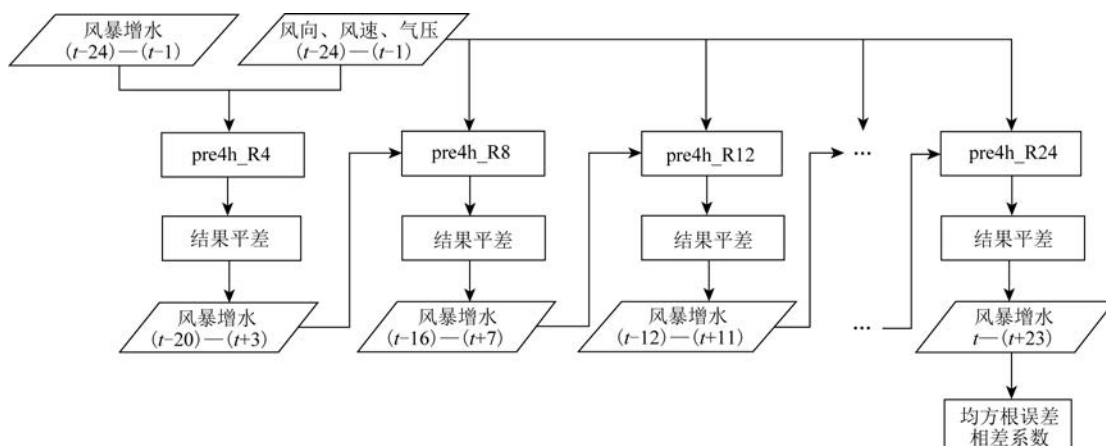 风暴增水
(t−24)—(t−1)
风向、风速、气压
(t−24)—(t−1)
pre4h_R4
pre4h_R8
pre4h_R12
...
pre4h_R24
结果平差
结果平差
结果平差
结果平差
风暴增水
(t−20)—(t+3)
风暴增水
(t−16)—(t+7)
风暴增水
(t−12)—(t+11)
...
风暴增水
t—(t+23)
均方根误差
相差系数